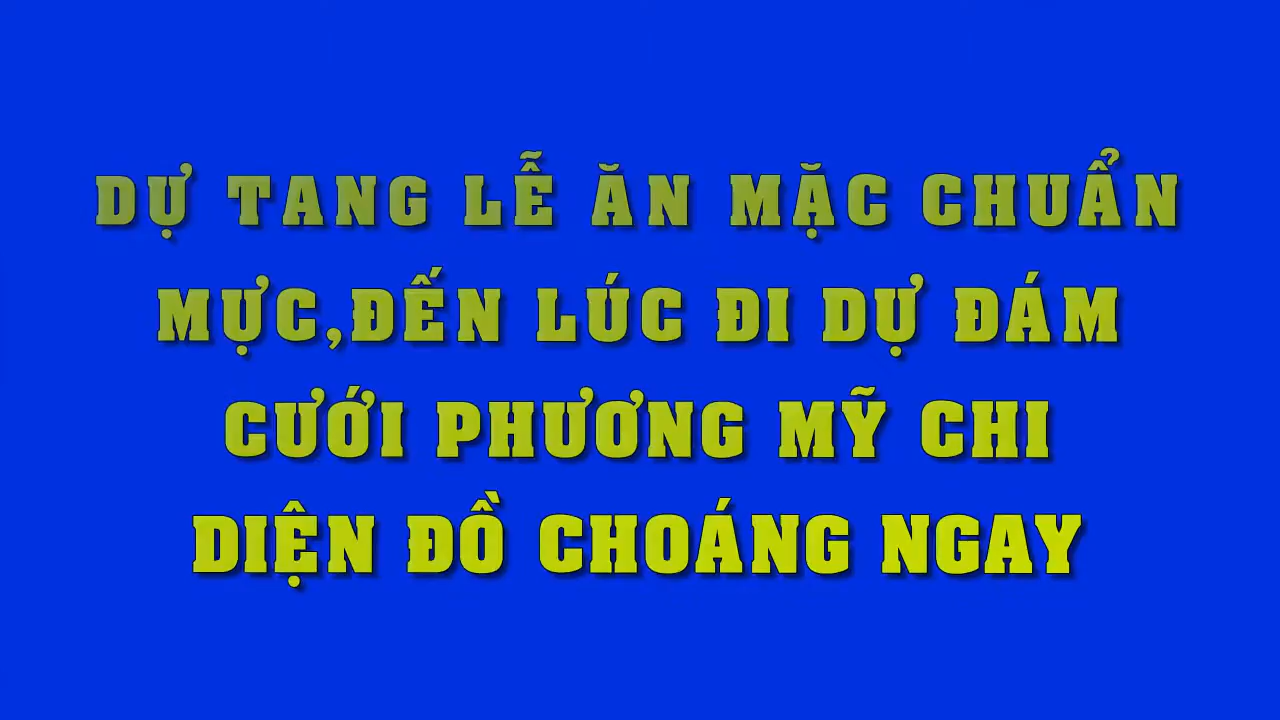 DỰ TANG LỄ ĂN MẶC CHUẨN
MỰC,ĐẾN LÚC ĐI DỰ ĐÁM
CƯỚI PHƯƠNG MỸ CHI
DIỆN ĐỒ CHOÁNG NGAY